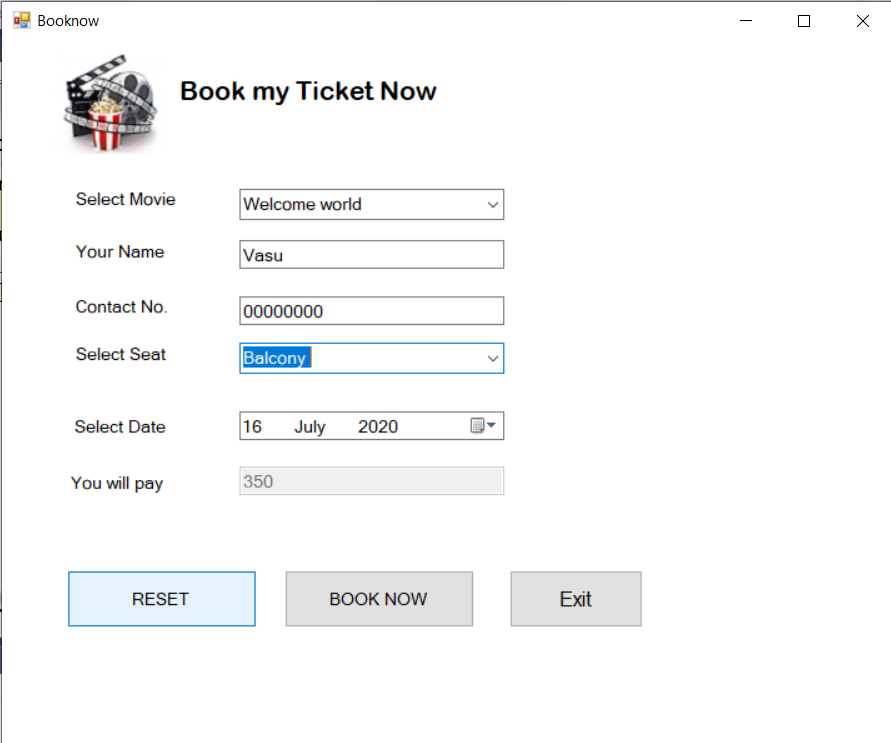 Booknow
Book my Ticket Now
Select Movie Welcome world
Your Name Vasu
Contact No. 00000000
Select Seat Balcony
Select Date 16 July 2020
You will pay 350
RESET BOOK NOW Exit